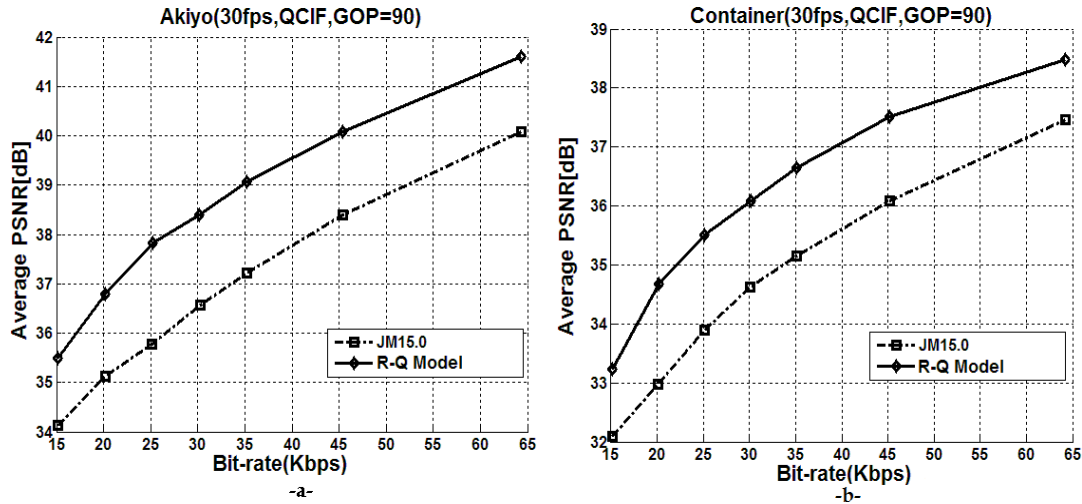 Akiyo(30fps,QCIF,GOP=90)
42
41
40
39
38
37
36
35
34
Average PSNR[dB]
JM15.0
R-Q Model
15 20 25 30 35 40 45 50 55 60 65
Bit-rate(Kbps)
-a-
Container(30fps,QCIF,GOP=90)
39
38
37
36
35
34
33
32
Average PSNR[dB]
JM15.0
R-Q Model
15 20 25 30 35 40 45 50 55 60 65
Bit-rate(Kbps)
-b-